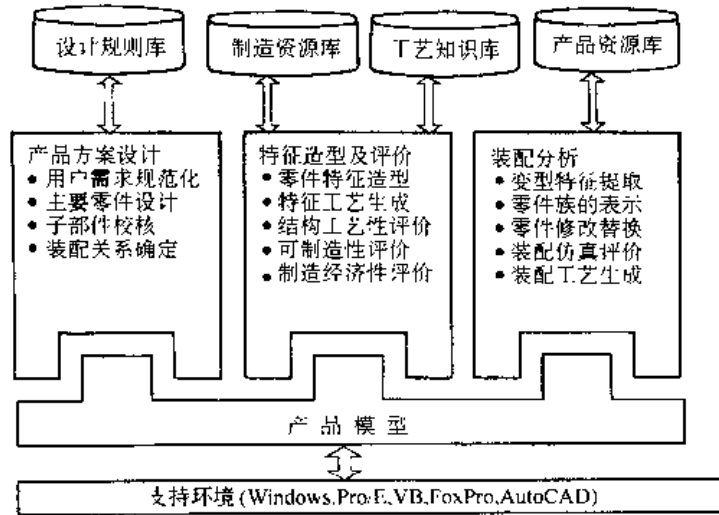 设计规则库
制造资源库
工艺知识库
产品资源库
产品方案设计
● 用户需求规范化
● 主要零件设计
● 子部件校核
● 装配关系确定
特征造型及评价
● 零件特征造型
● 特征工艺生成
● 结构工艺性评价
● 可制造性评价
● 制造经济性评价
装配分析
● 变型特征提取
● 零件族的表示
● 零件修改替换
● 装配仿真评价
● 装配工艺生成
产品模型
支持环境(Windows,Pro/E,VB,FoxPro,AutoCAD)